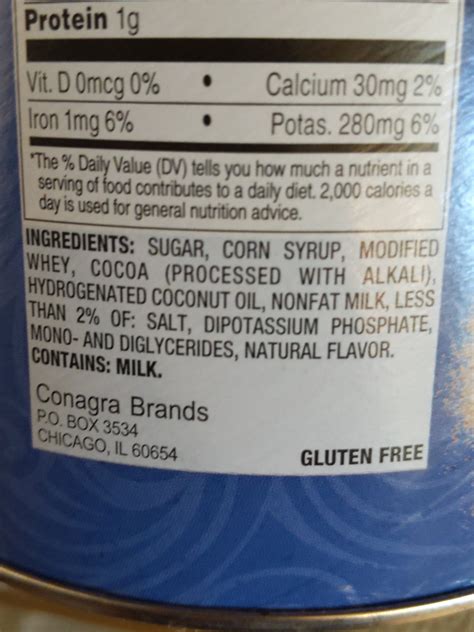 Protein 1g
Vit. D 0mcg 0% • Calcium 30mg 2%
Iron 1mg 6% • Potas. 280mg 6%
*The % Daily Value (DV) tells you how much a nutrient in a
serving of food contributes to a daily diet. 2,000 calories a
day is used for general nutrition advice.
INGREDIENTS: SUGAR, CORN SYRUP, MODIFIED
WHEY, COCOA (PROCESSED WITH ALKALI),
HYDROGENATED COCONUT OIL, NONFAT MILK, LESS
THAN 2% OF: SALT, DIPOTASSIUM PHOSPHATE,
MONO- AND DIGLYCERIDES, NATURAL FLAVOR.
CONTAINS: MILK.
Conagra Brands
P.O. BOX 3534
CHICAGO, IL 60654
GLUTEN FREE